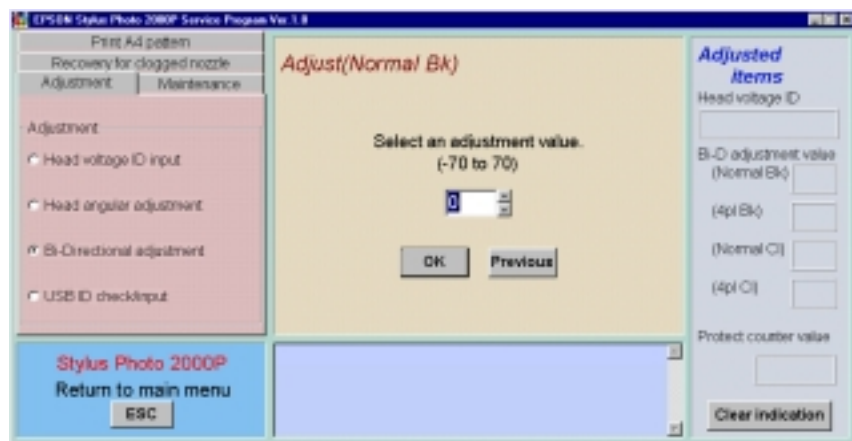 EPSON Stylus Photo 2000P Service Program Ver.1.0
Print A4 pattern
Recovery for clogged nozzle
Adjustment
Maintenance
Adjustment
Head voltage ID input
Head angular adjustment
Bi-Directional adjustment
USB ID check/input
Stylus Photo 2000P
Return to main menu
ESC
Adjust(Normal Bk)
Select an adjustment value.
(-70 to 70)
0
OK
Previous
Adjusted
items
Head voltage ID
Bi-D adjustment value
(Normal Bk)
(4pl Bk)
(Normal Cl)
(4pl Cl)
Protect counter value
Clear indication